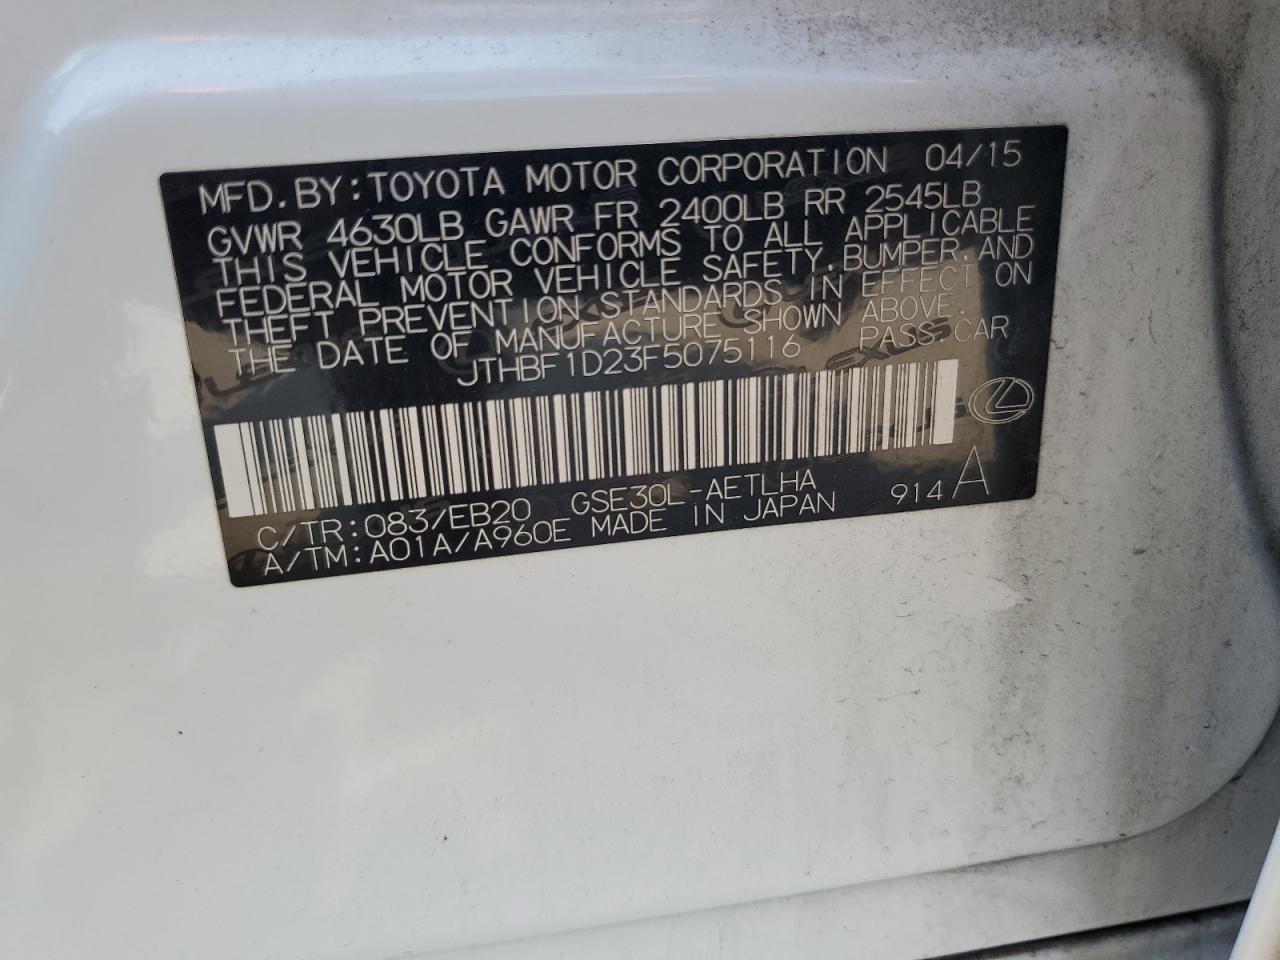 MFD. BY: TOYOTA MOTOR CORPORATION 04/15
GVWR 4630LB GAWR FR 2400LB RR 2545LB
THIS VEHICLE CONFORMS TO ALL APPLICABLE
FEDERAL MOTOR VEHICLE SAFETY, BUMPER, AND
THEFT PREVENTION STANDARDS IN EFFECT ON
THE DATE OF MANUFACTURE SHOWN ABOVE.
JTHBF1D23F5075116 PASS.CAR
C/TR: 083/EB20 GSE30L-AETLHA
A/TM: A01A/A960E MADE IN JAPAN 914 A